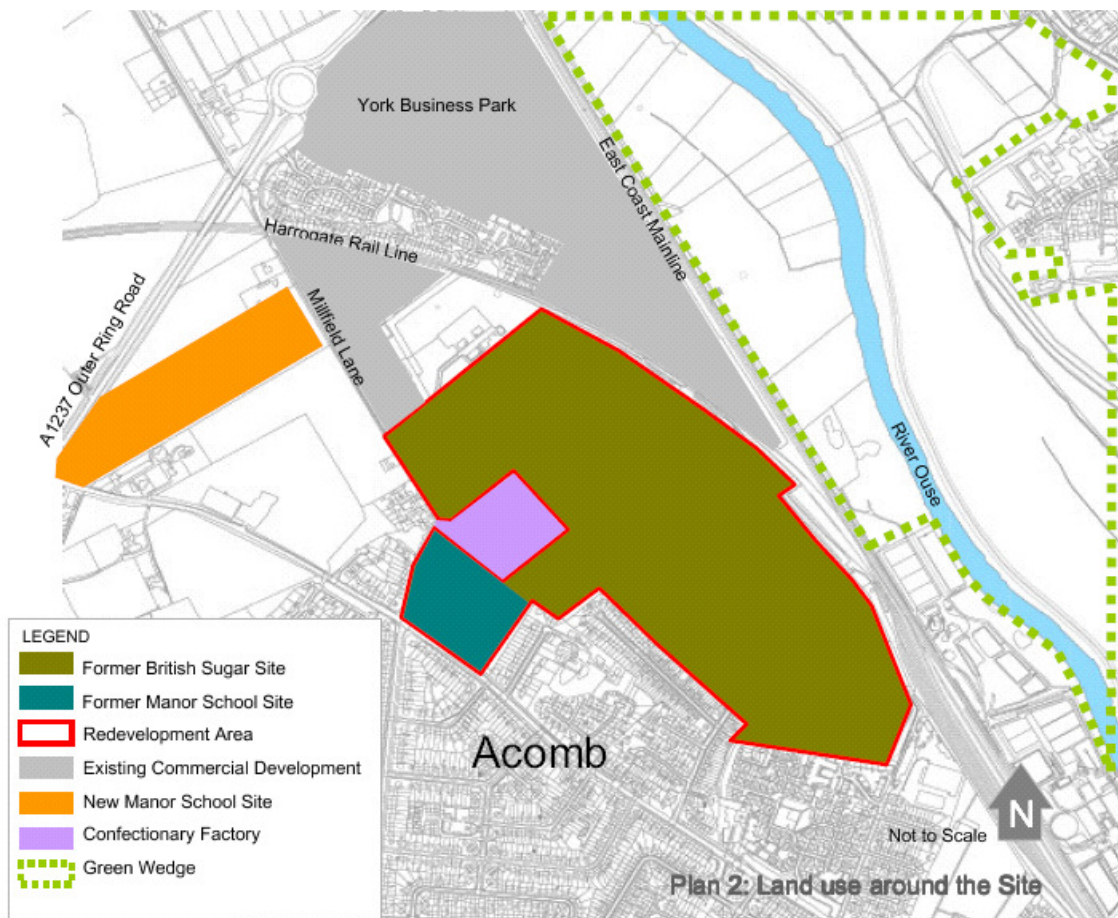 York Business Park
East Coast Mainline
Harrogate Rail Line
A1237 Outer Ring Road
Millfield Lane
River Ouse
LEGEND
Former British Sugar Site
Former Manor School Site
Redevelopment Area
Existing Commercial Development
New Manor School Site
Confectionary Factory
Green Wedge
Acomb
N
Not to Scale
Plan 2: Land use around the Site